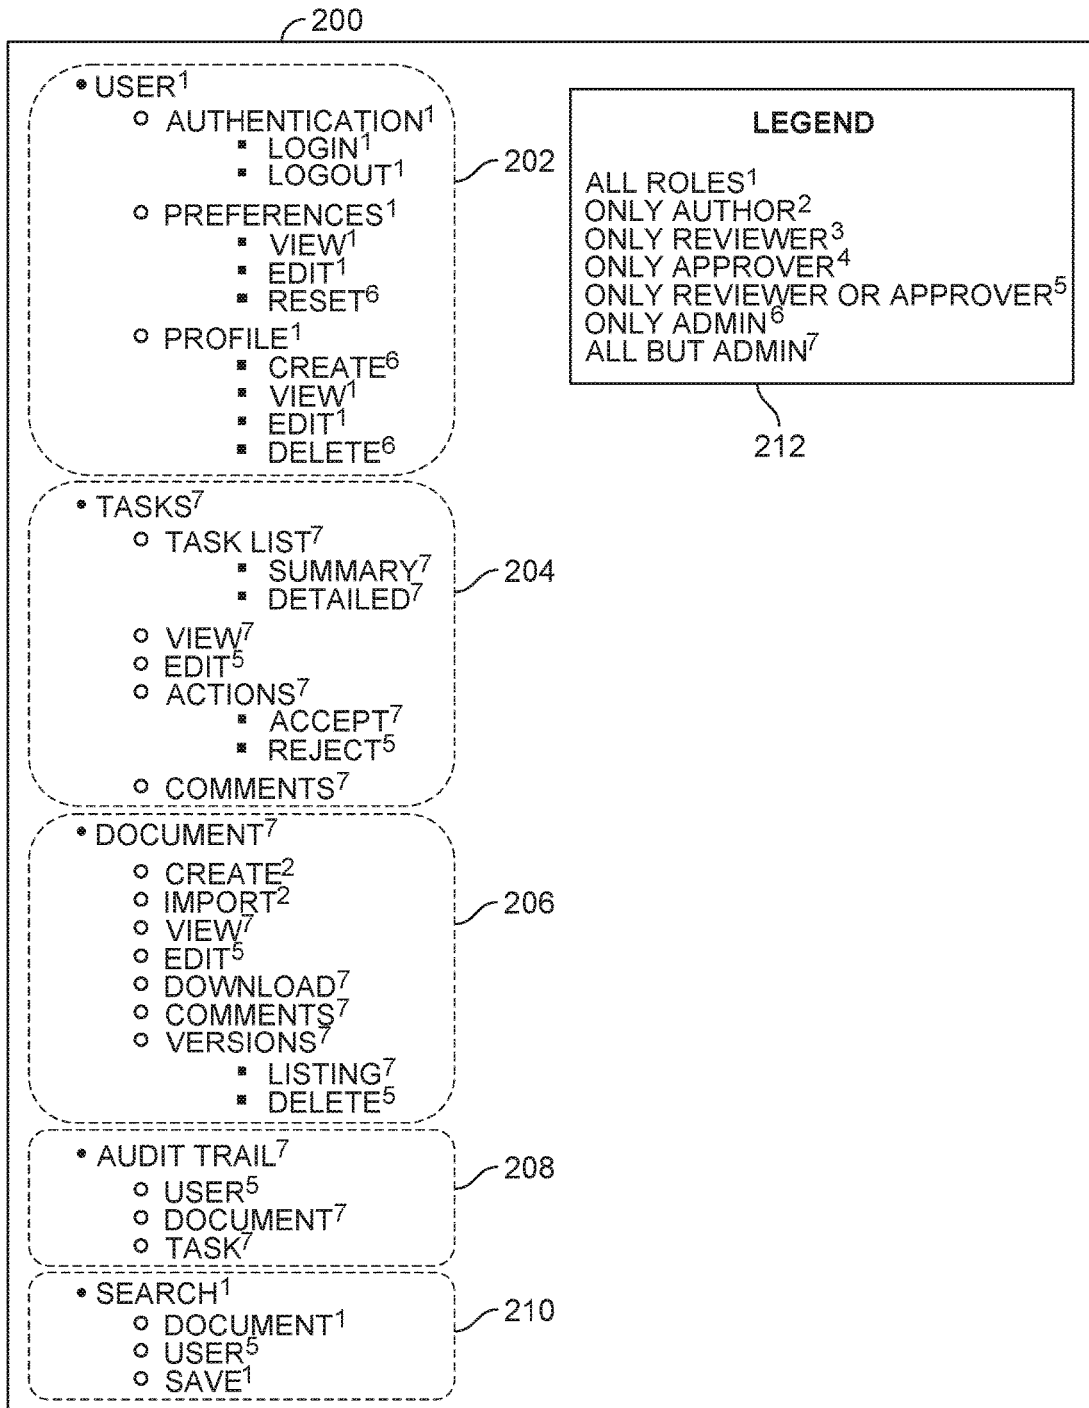 200
• USER¹
○ AUTHENTICATION¹
▪ LOGIN¹
▪ LOGOUT¹
202
○ PREFERENCES¹
▪ VIEW¹
▪ EDIT¹
▪ RESET⁶
○ PROFILE¹
▪ CREATE⁶
▪ VIEW¹
▪ EDIT¹
▪ DELETE⁶
LEGEND
ALL ROLES¹
ONLY AUTHOR²
ONLY REVIEWER³
ONLY APPROVER⁴
ONLY REVIEWER OR APPROVER⁵
ONLY ADMIN⁶
ALL BUT ADMIN⁷
212
• TASKS⁷
○ TASK LIST⁷
▪ SUMMARY⁷
▪ DETAILED⁷
204
○ VIEW⁷
○ EDIT⁵
○ ACTIONS⁷
▪ ACCEPT⁷
▪ REJECT⁵
○ COMMENTS⁷
• DOCUMENT⁷
○ CREATE²
○ IMPORT²
206
○ VIEW⁷
○ EDIT⁵
○ DOWNLOAD⁷
○ COMMENTS⁷
○ VERSIONS⁷
▪ LISTING⁷
▪ DELETE⁵
• AUDIT TRAIL⁷
208
○ USER⁵
○ DOCUMENT⁷
○ TASK⁷
• SEARCH¹
210
○ DOCUMENT¹
○ USER⁵
○ SAVE¹